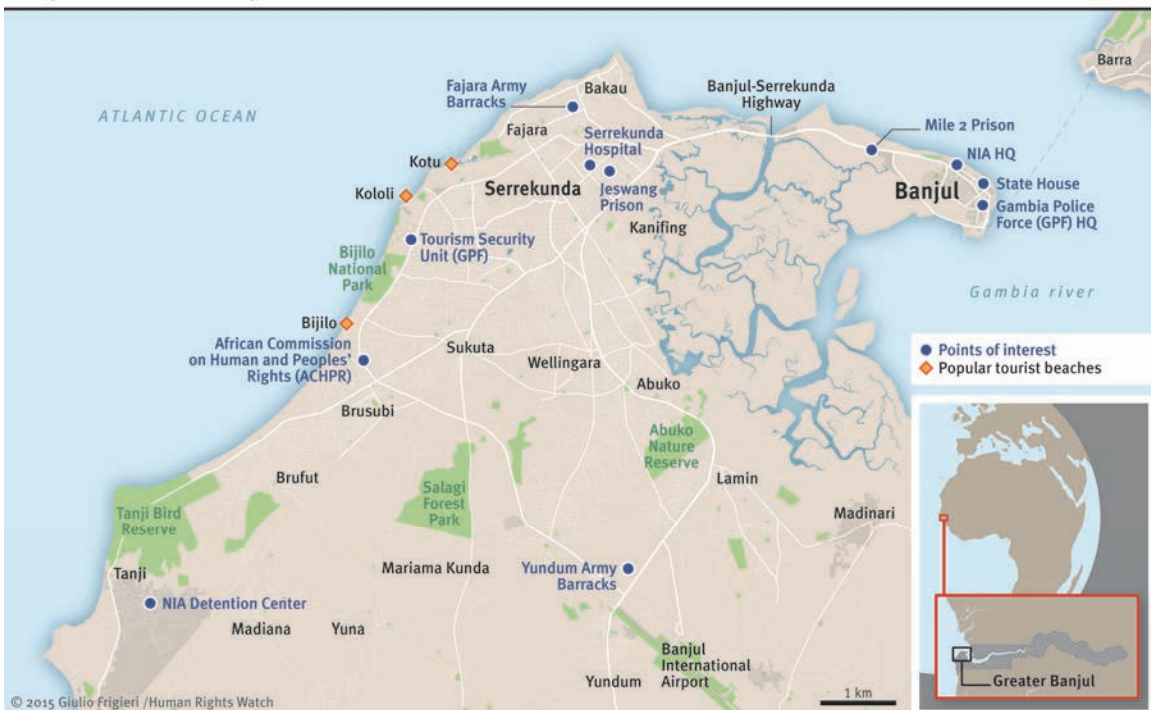 Barra
Fajara Army
Barracks
Bakau
Banjul-Serrekunda
Highway
ATLANTIC OCEAN
Mile 2 Prison
Fajara
Serrekunda
Hospital
NIA HQ
Kotu
Serrekunda
Jeswang
Prison
Banjul
State House
Kololi
Gambia Police
Force (GPF) HQ
Kanifing
Tourism Security
Unit (GPF)
Bijilo
National
Park
Gambia river
Bijilo
African Commission
on Human and Peoples'
Rights (ACHPR)
Sukuta
Wellingara
Points of interest
Popular tourist beaches
Abuko
Brusubi
Abuko
Nature
Reserve
Brufut
Salagi
Forest
Park
Lamin
Tanji Bird
Reserve
Madinari
Tanji
Mariama Kunda
Yundum Army
Barracks
NIA Detention Center
Madiana
Yuna
Banjul
International
Airport
Yundum
Greater Banjul
1 km
© 2015 Giulio Frigieri /Human Rights Watch